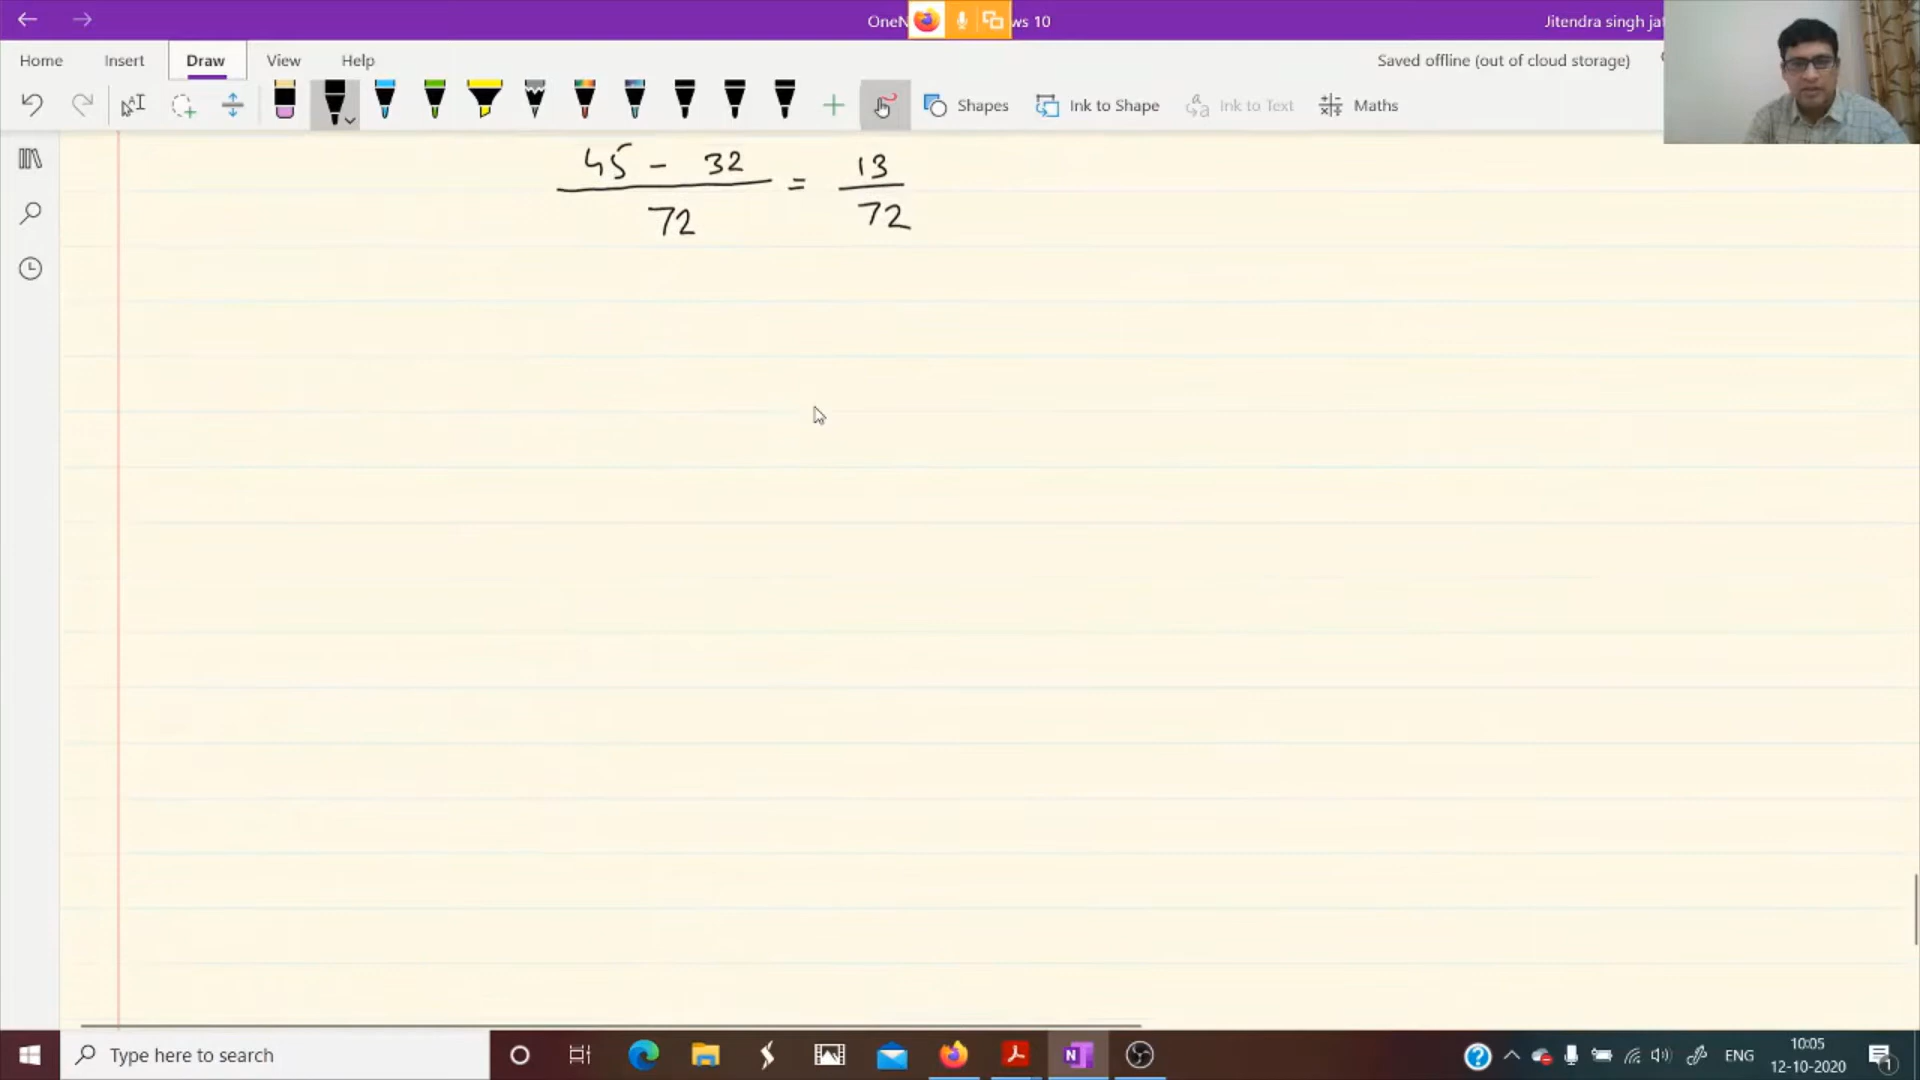 OneN ws 10
Jitendra singh jat
Home Insert Draw View Help
Saved offline (out of cloud storage)
Shapes Ink to Shape Ink to Text Maths
45 - 32 / 72 = 13 / 72
Type here to search
ENG
10:05
12-10-2020
1